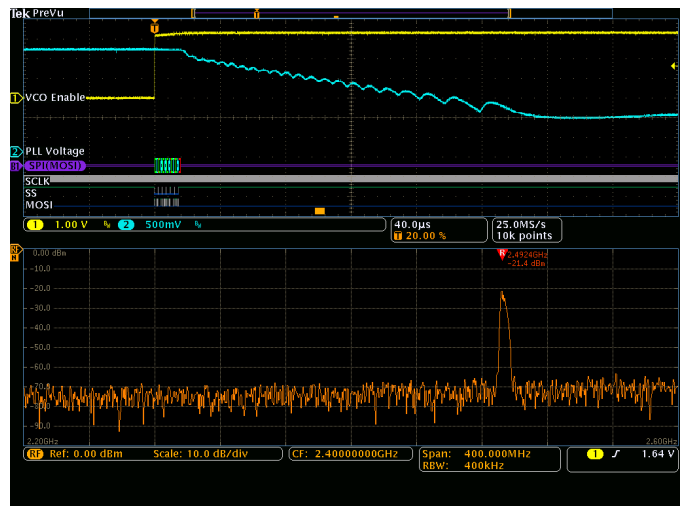 Tek PreVu
T
1 VCO Enable
2 PLL Voltage
SPI(MOSI)
SCLK
SS
MOSI
1 1.00 V 2 500mV 40.0µs 25.0MS/s
T 20.00 % 10k points
0.00 dBm R 2.4924GHz
-21.4 dBm
-10.0
-20.0
-30.0
-40.0
-50.0
-60.0
-70.0
-90.0
2.20GHz 2.60GHz
RF Ref: 0.00 dBm Scale: 10.0 dB/div CF: 2.40000000GHz Span: 400.000MHz 1 1.64 V
RBW: 400kHz